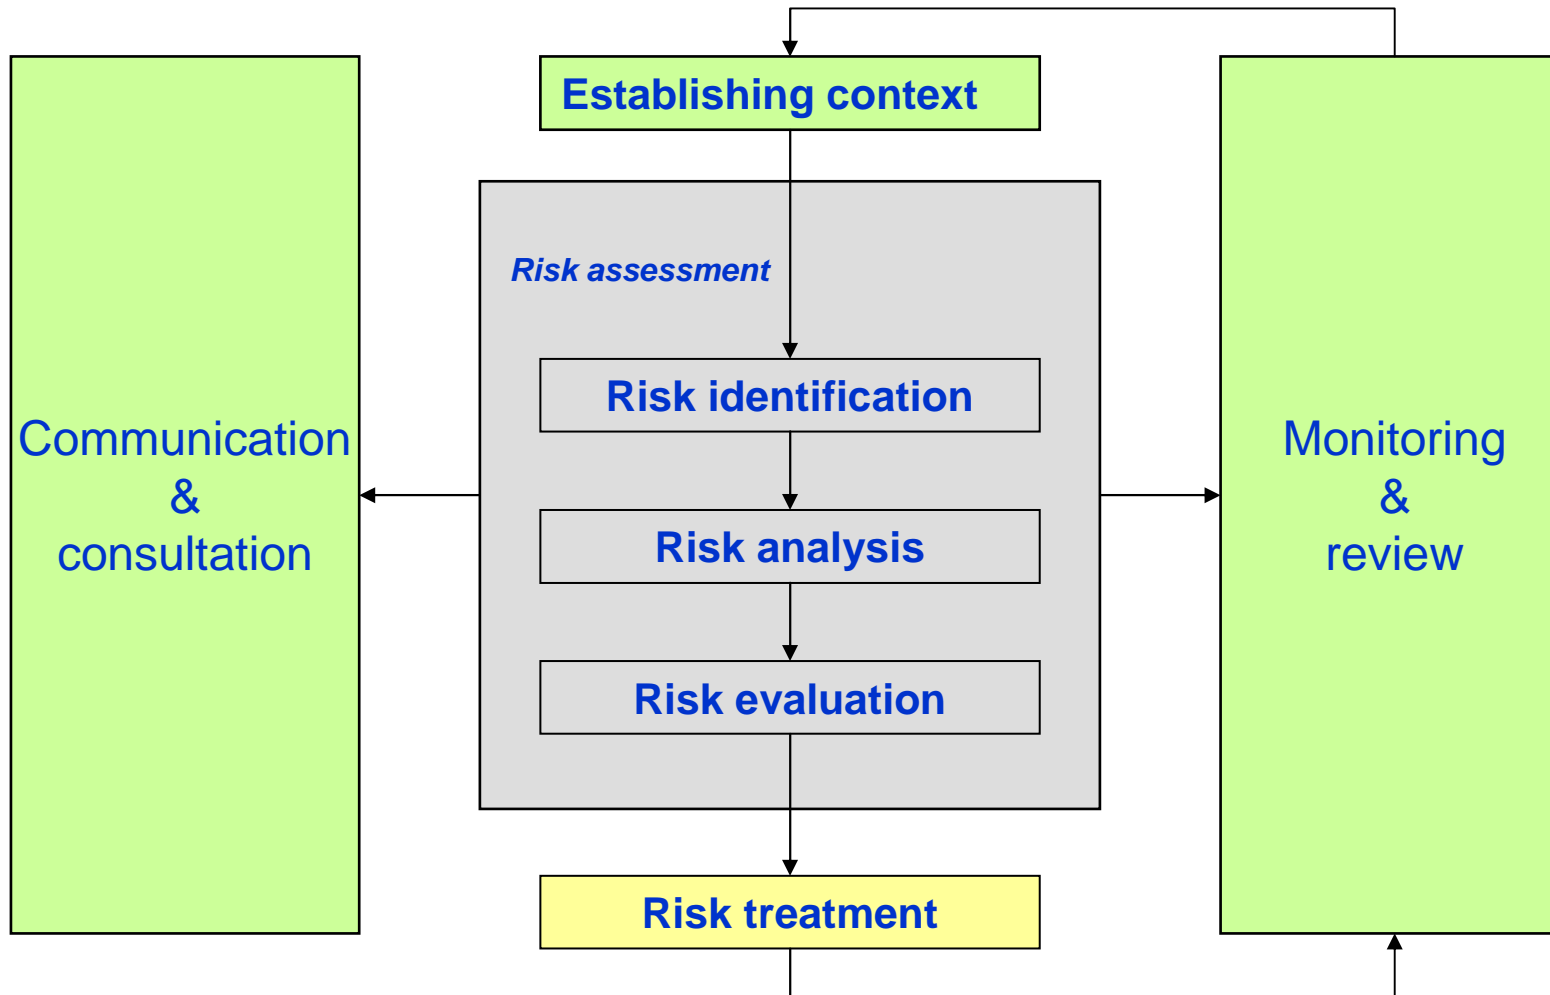 Establishing context
Risk assessment
Risk identification
Communication
&
consultation
Monitoring
&
review
Risk analysis
Risk evaluation
Risk treatment